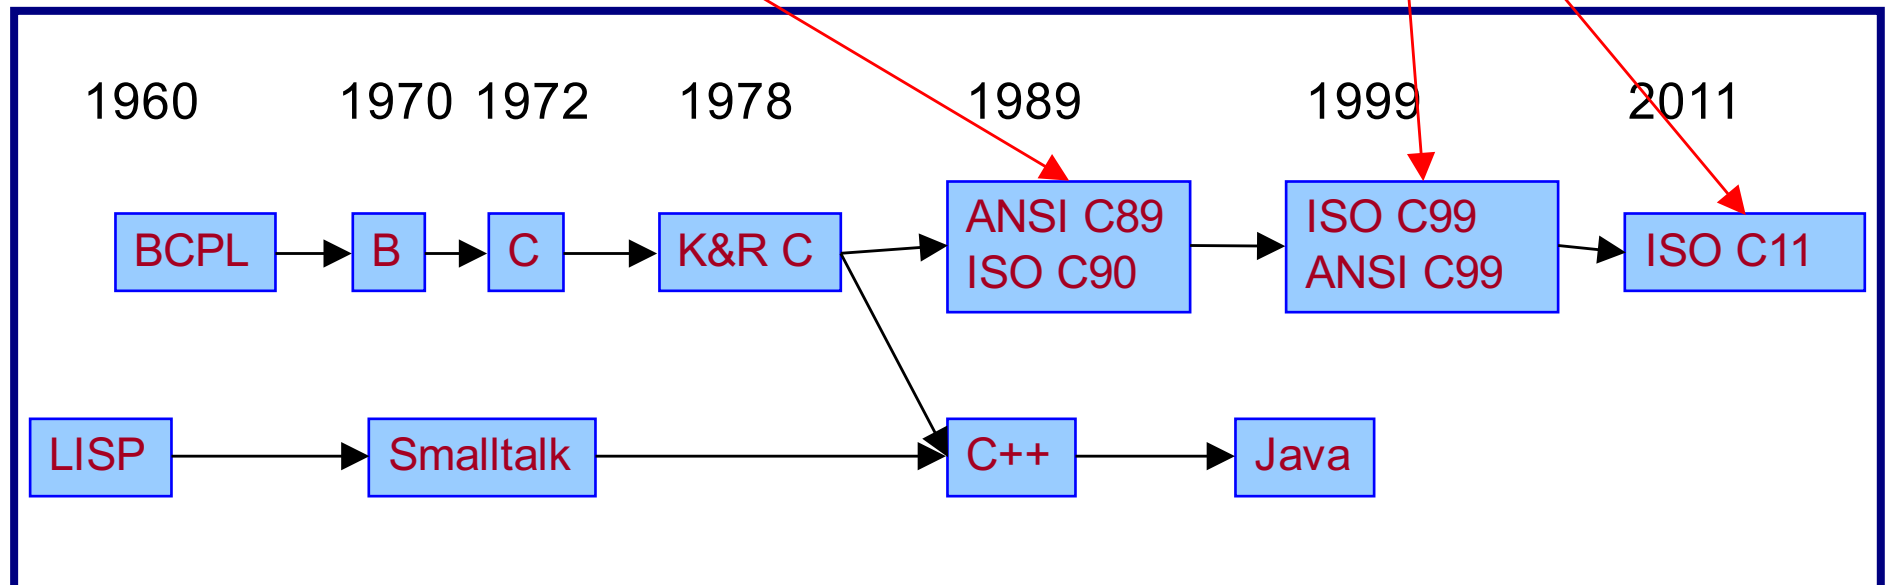 1960 1970 1972 1978 1989 1999 2011
BCPL B C K&R C
ANSI C89
ISO C90
ISO C99
ANSI C99
ISO C11
LISP Smalltalk C++ Java